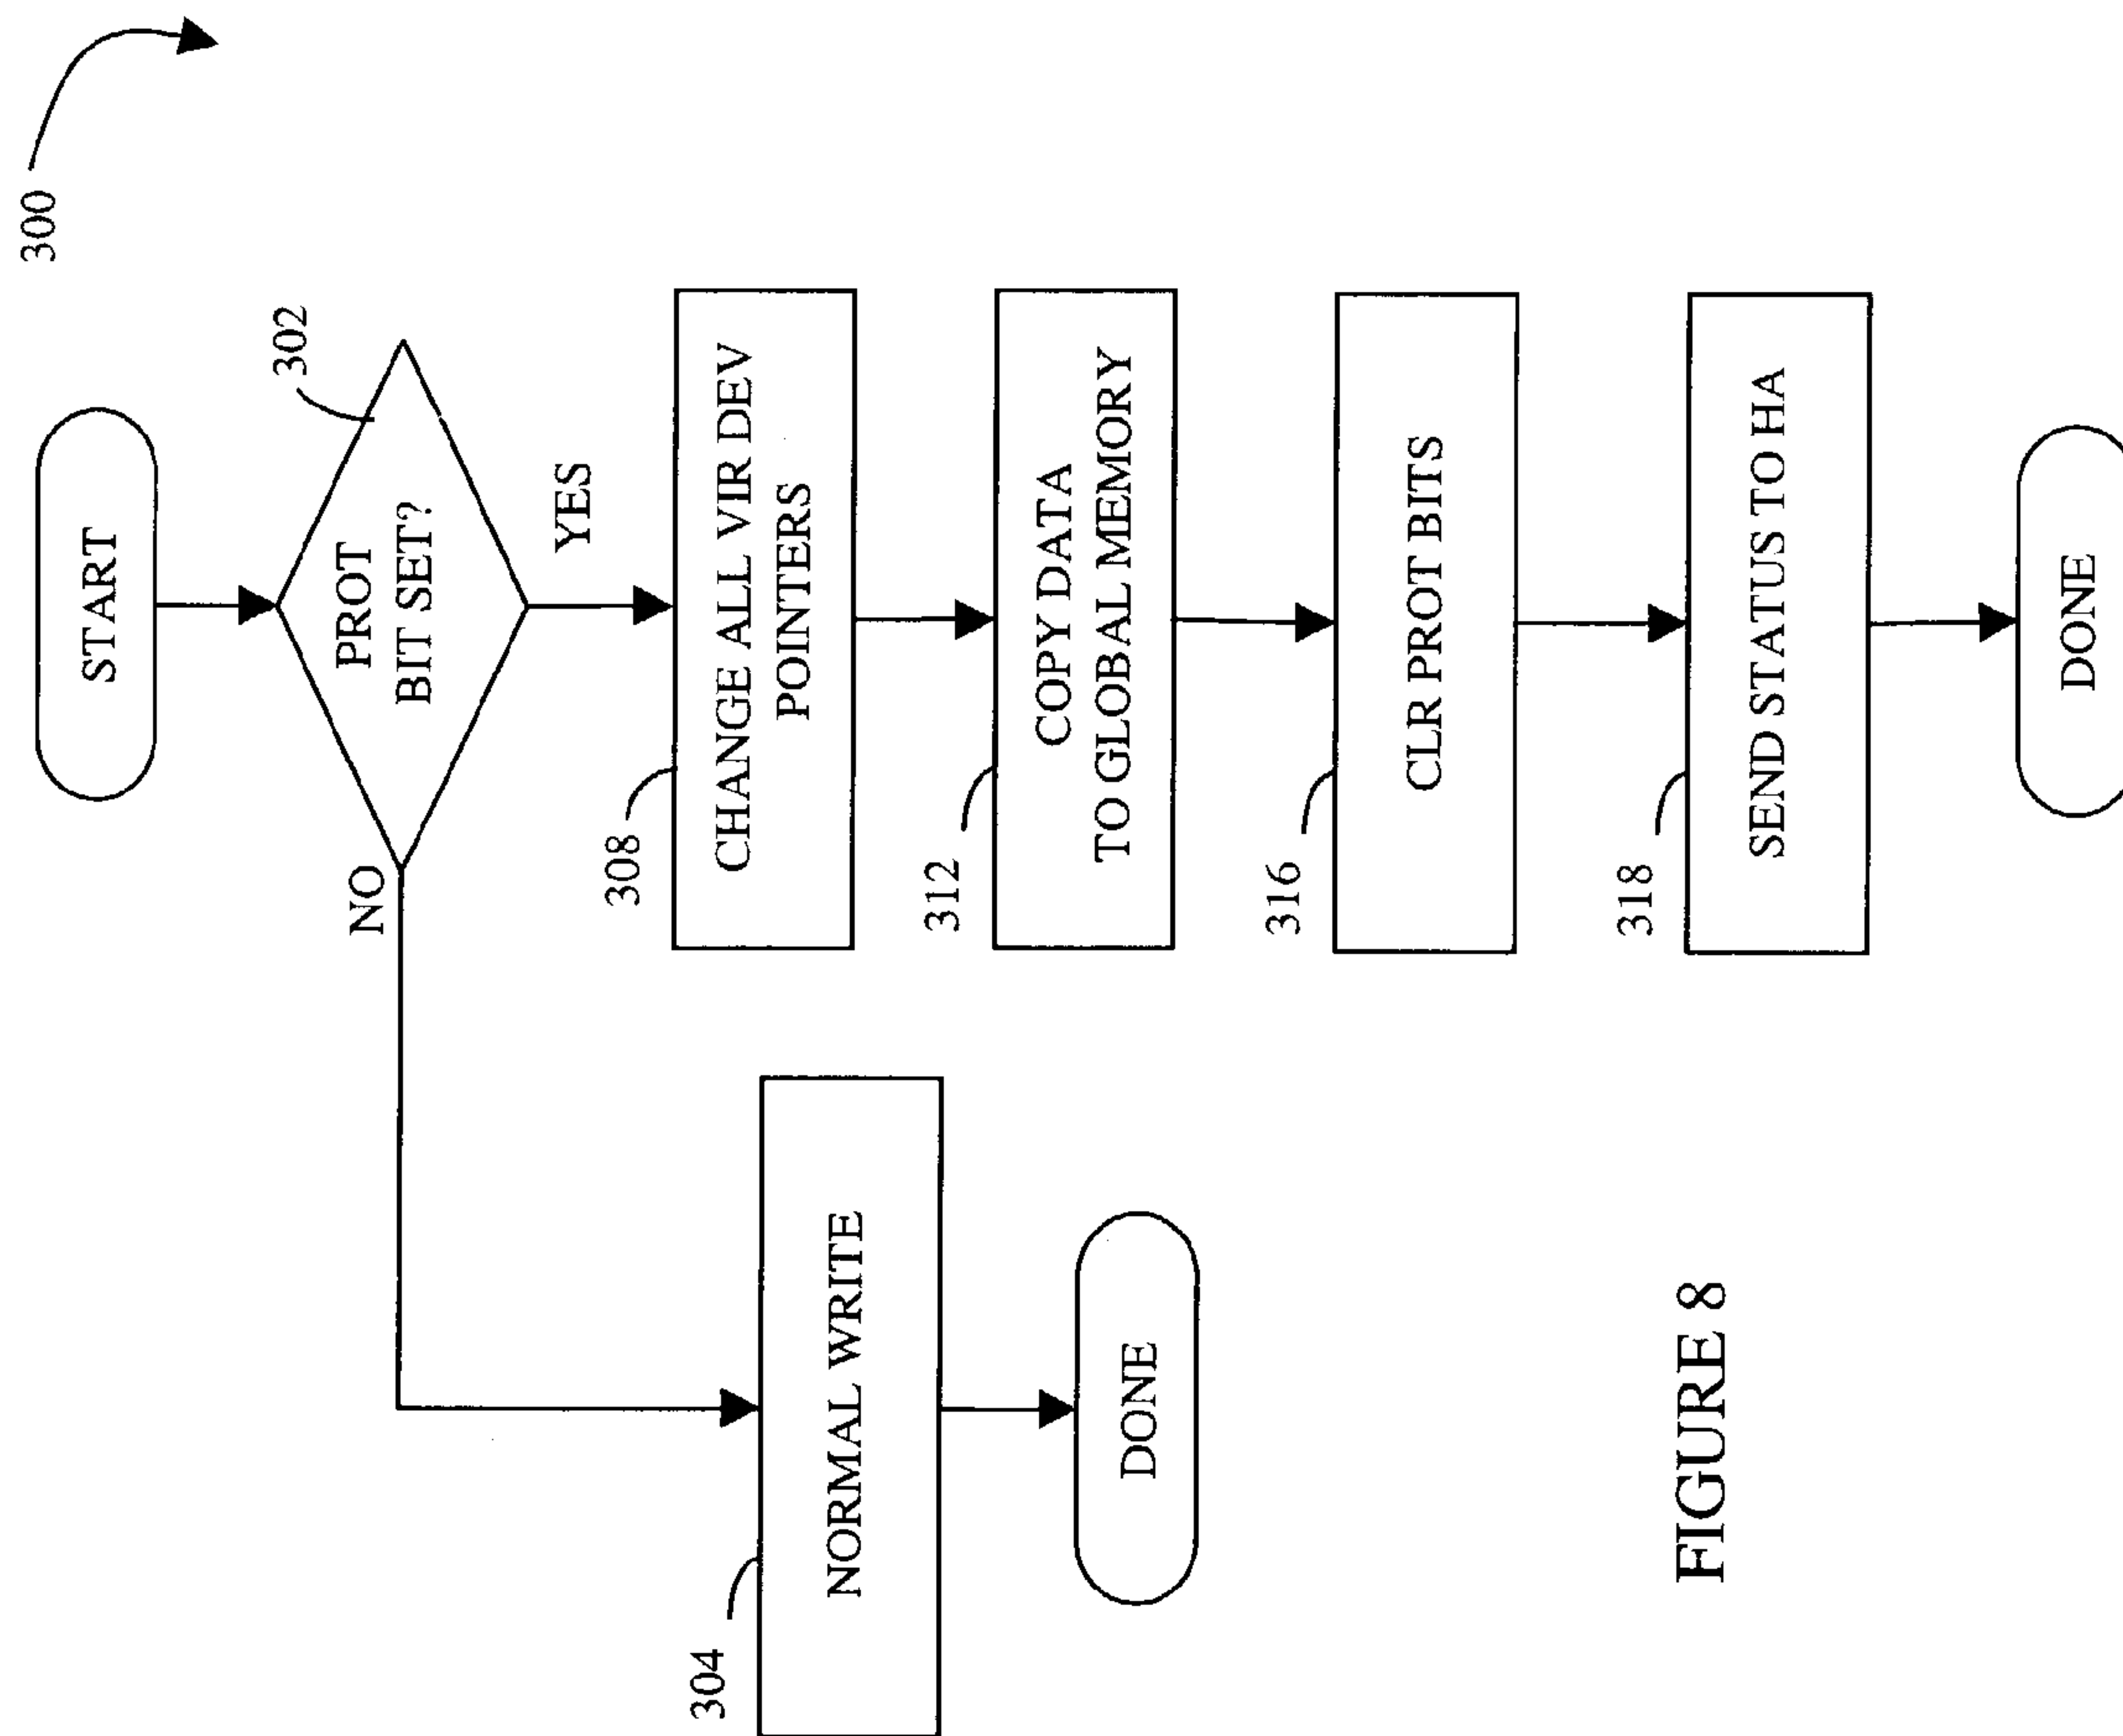 300
START
302
PROT
BIT SET?
NO
YES
308
CHANGE ALL VIR DEV
POINTERS
304
NORMAL WRITE
312
COPY DATA
TO GLOBAL MEMORY
DONE
316
CLR PROT BITS
318
SEND STATUS TO HA
DONE
FIGURE 8